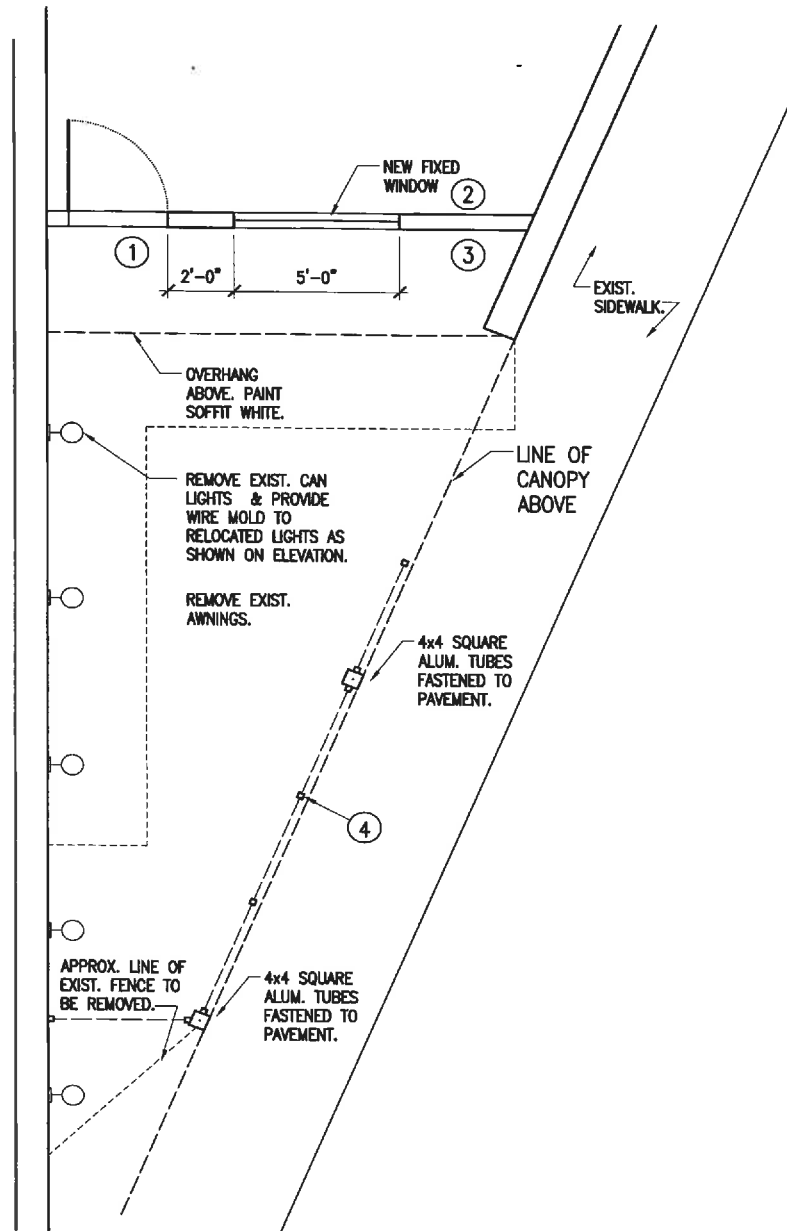 NEW FIXED
WINDOW
2
1
2'-0"
5'-0"
3
EXIST.
SIDEWALK.
OVERHANG
ABOVE. PAINT
SOFFIT WHITE.
LINE OF
CANOPY
ABOVE
REMOVE EXIST. CAN
LIGHTS & PROVIDE
WIRE MOLD TO
RELOCATED LIGHTS AS
SHOWN ON ELEVATION.
REMOVE EXIST.
AWNINGS.
4x4 SQUARE
ALUM. TUBES
FASTENED TO
PAVEMENT.
4
APPROX. LINE OF
EXIST. FENCE TO
BE REMOVED.
4x4 SQUARE
ALUM. TUBES
FASTENED TO
PAVEMENT.